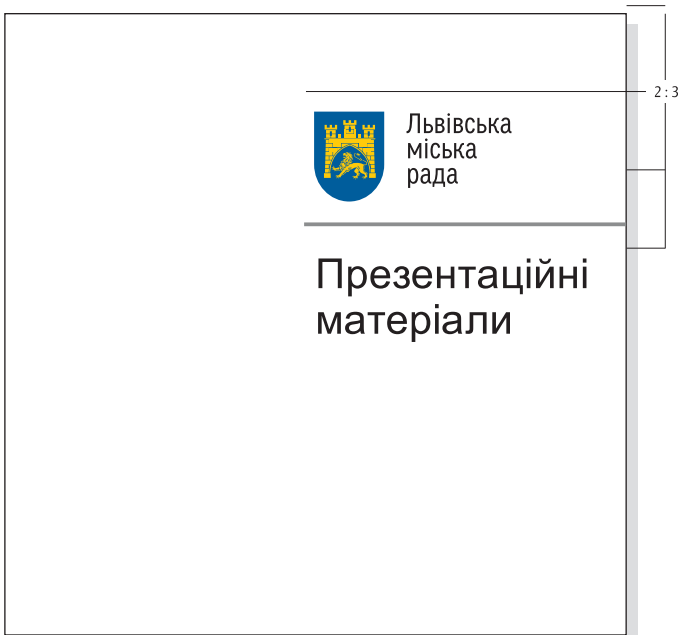 2 : 3
Львівська
міська
рада
Презентаційні
матеріали